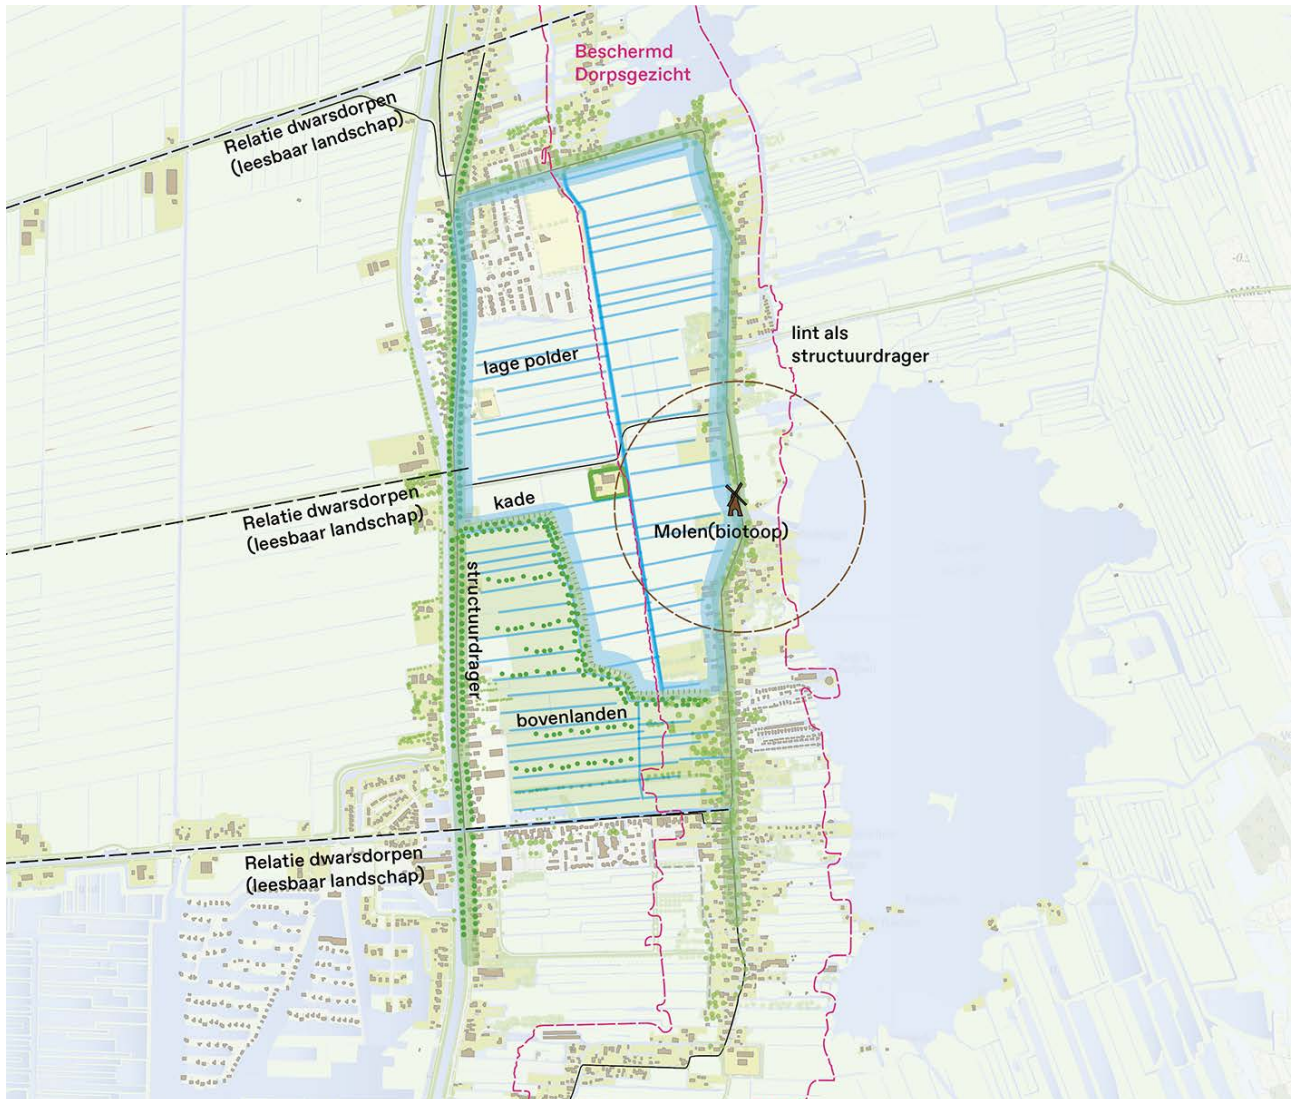 Beschermd
Dorpsgezicht
Relatie dwarsdorpen
(leesbaar landschap)
lint als
structuurdrager
lage polder
kade
Relatie dwarsdorpen
(leesbaar landschap)
Molen(biotoop)
structuurdrager
bovenlanden
Relatie dwarsdorpen
(leesbaar landschap)